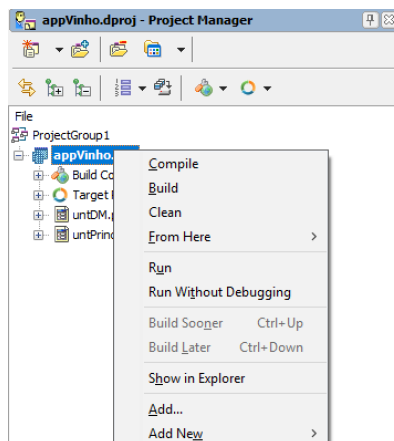 appVinho.dproj - Project Manager
File
ProjectGroup1
appVinho.
Build Co
Target
untDM.p
untPrinc
Compile
Build
Clean
From Here
Run
Run Without Debugging
Build Sooner Ctrl+Up
Build Later Ctrl+Down
Show in Explorer
Add...
Add New